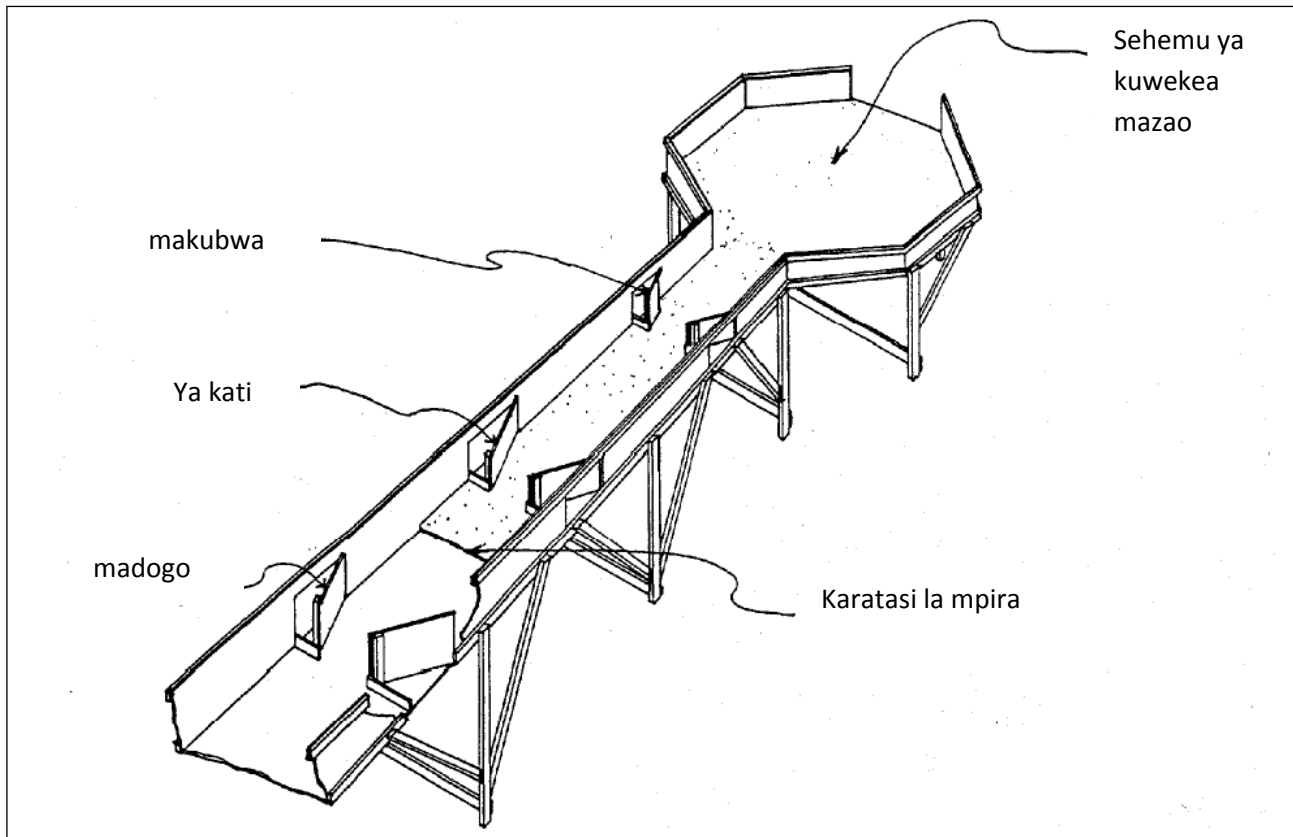 Sehemu ya
kuwekea
mazao
makubwa
Ya kati
madogo
Karatasi la mpira